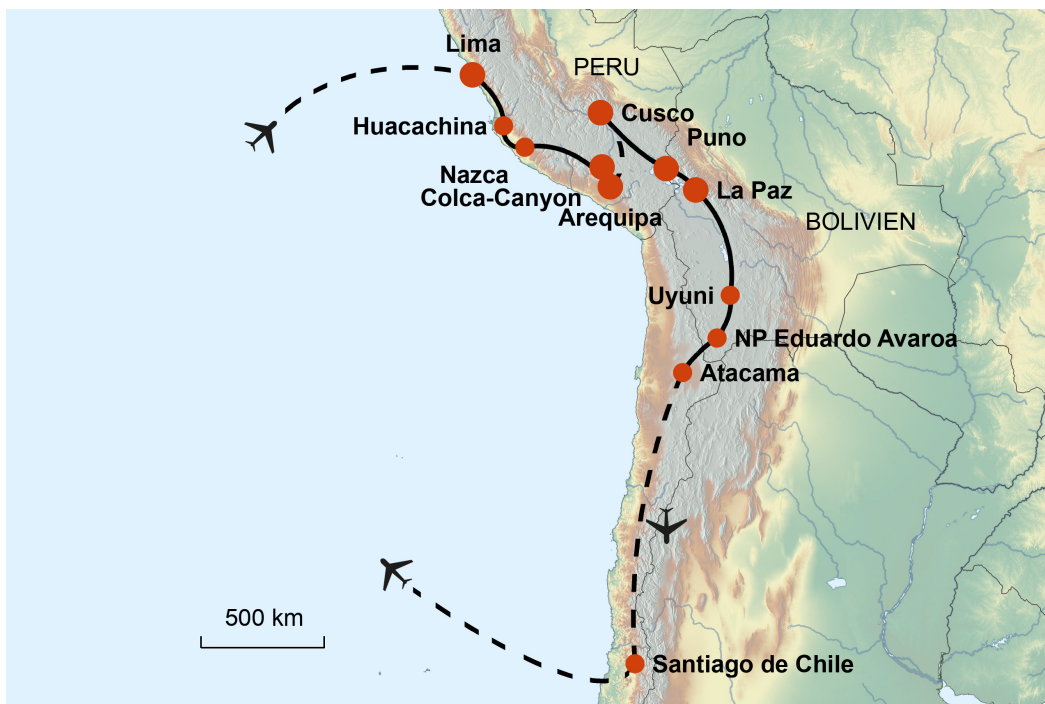 Lima
PERU
Cusco
Huacachina
Puno
Nazca
Colca-Canyon
La Paz
Arequipa
BOLIVIEN
Uyuni
NP Eduardo Avaroa
Atacama
500 km
Santiago de Chile